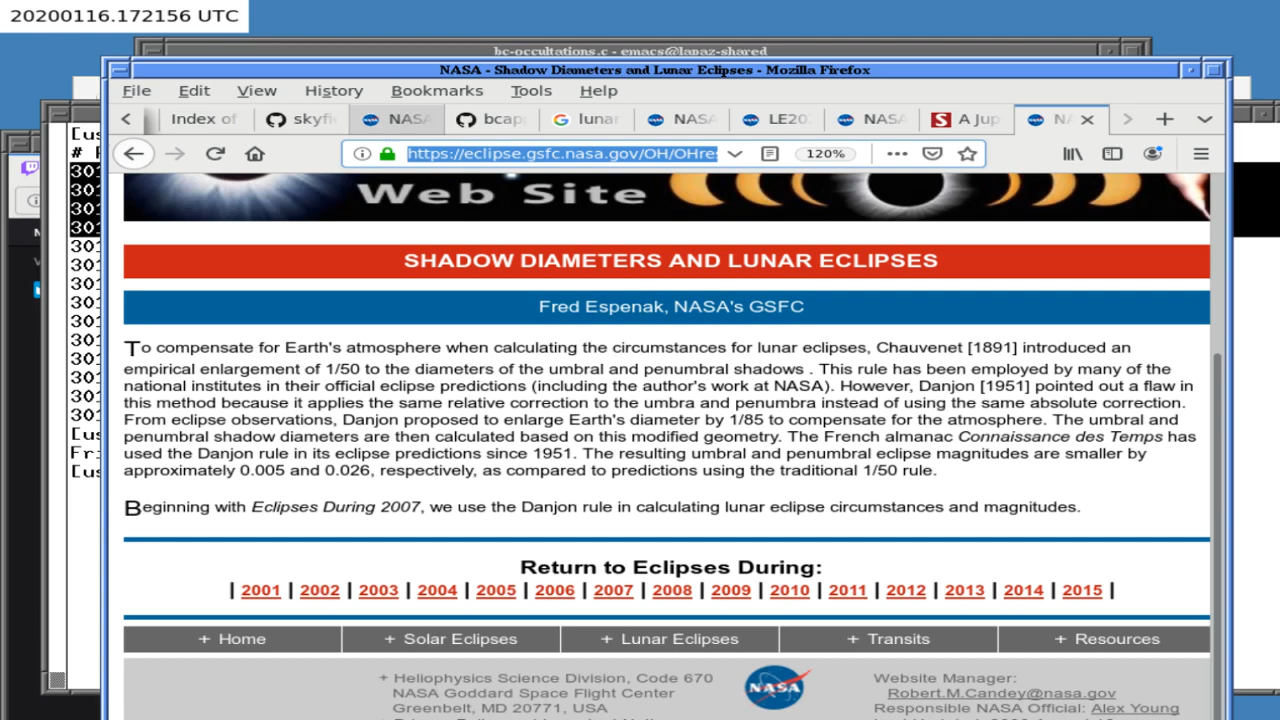 20200116.172156 UTC
bc-occultations.c - emacs@lapaz-shared
NASA - Shadow Diameters and Lunar Eclipses - Mozilla Firefox
File Edit View History Bookmarks Tools Help
Index of skyfi NASA bcap lunar NASA LE20 NASA A Jup NA
https://eclipse.gsfc.nasa.gov/OH/OHre 120%
Web Site
SHADOW DIAMETERS AND LUNAR ECLIPSES
Fred Espenak, NASA's GSFC
To compensate for Earth's atmosphere when calculating the circumstances for lunar eclipses, Chauvenet [1891] introduced an
empirical enlargement of 1/50 to the diameters of the umbral and penumbral shadows . This rule has been employed by many of the
national institutes in their official eclipse predictions (including the author's work at NASA). However, Danjon [1951] pointed out a flaw in
this method because it applies the same relative correction to the umbra and penumbra instead of using the same absolute correction.
From eclipse observations, Danjon proposed to enlarge Earth's diameter by 1/85 to compensate for the atmosphere. The umbral and
penumbral shadow diameters are then calculated based on this modified geometry. The French almanac Connaissance des Temps has
used the Danjon rule in its eclipse predictions since 1951. The resulting umbral and penumbral eclipse magnitudes are smaller by
approximately 0.005 and 0.026, respectively, as compared to predictions using the traditional 1/50 rule.
Beginning with Eclipses During 2007, we use the Danjon rule in calculating lunar eclipse circumstances and magnitudes.
Return to Eclipses During:
| 2001 | 2002 | 2003 | 2004 | 2005 | 2006 | 2007 | 2008 | 2009 | 2010 | 2011 | 2012 | 2013 | 2014 | 2015 |
+ Home + Solar Eclipses + Lunar Eclipses + Transits + Resources
+ Heliophysics Science Division, Code 670
NASA Goddard Space Flight Center
Greenbelt, MD 20771, USA
NASA
Website Manager:
Robert.M.Candey@nasa.gov
Responsible NASA Official: Alex Young